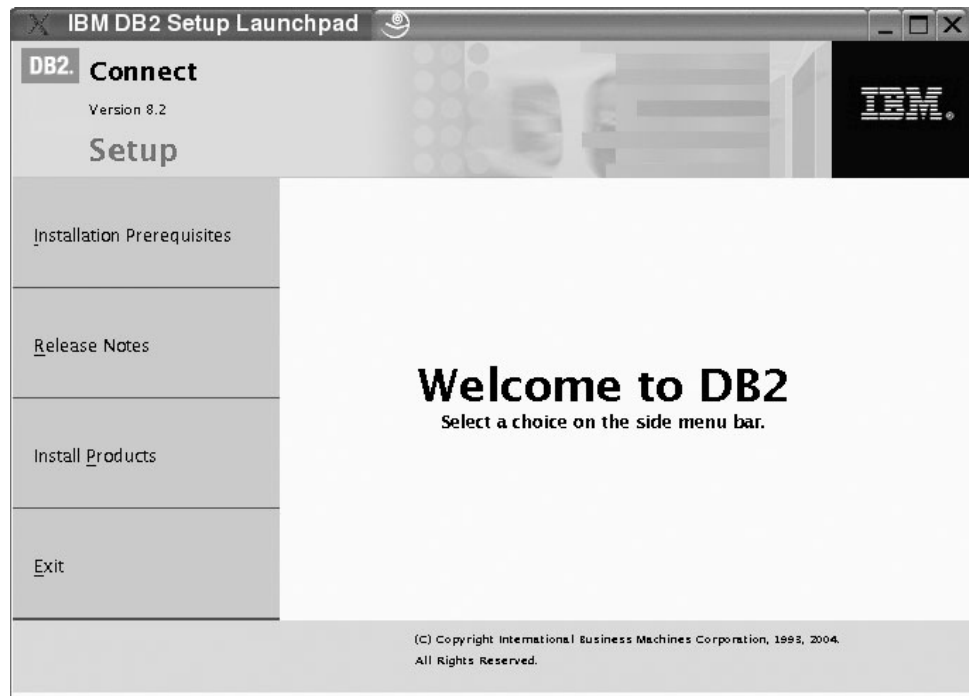 IBM DB2 Setup Launchpad
DB2. Connect
Version 8.2
Setup
IBM.
Installation Prerequisites
Release Notes
Install Products
Exit
Welcome to DB2
Select a choice on the side menu bar.
(C) Copyright International Business Machines Corporation, 1993, 2004.
All Rights Reserved.